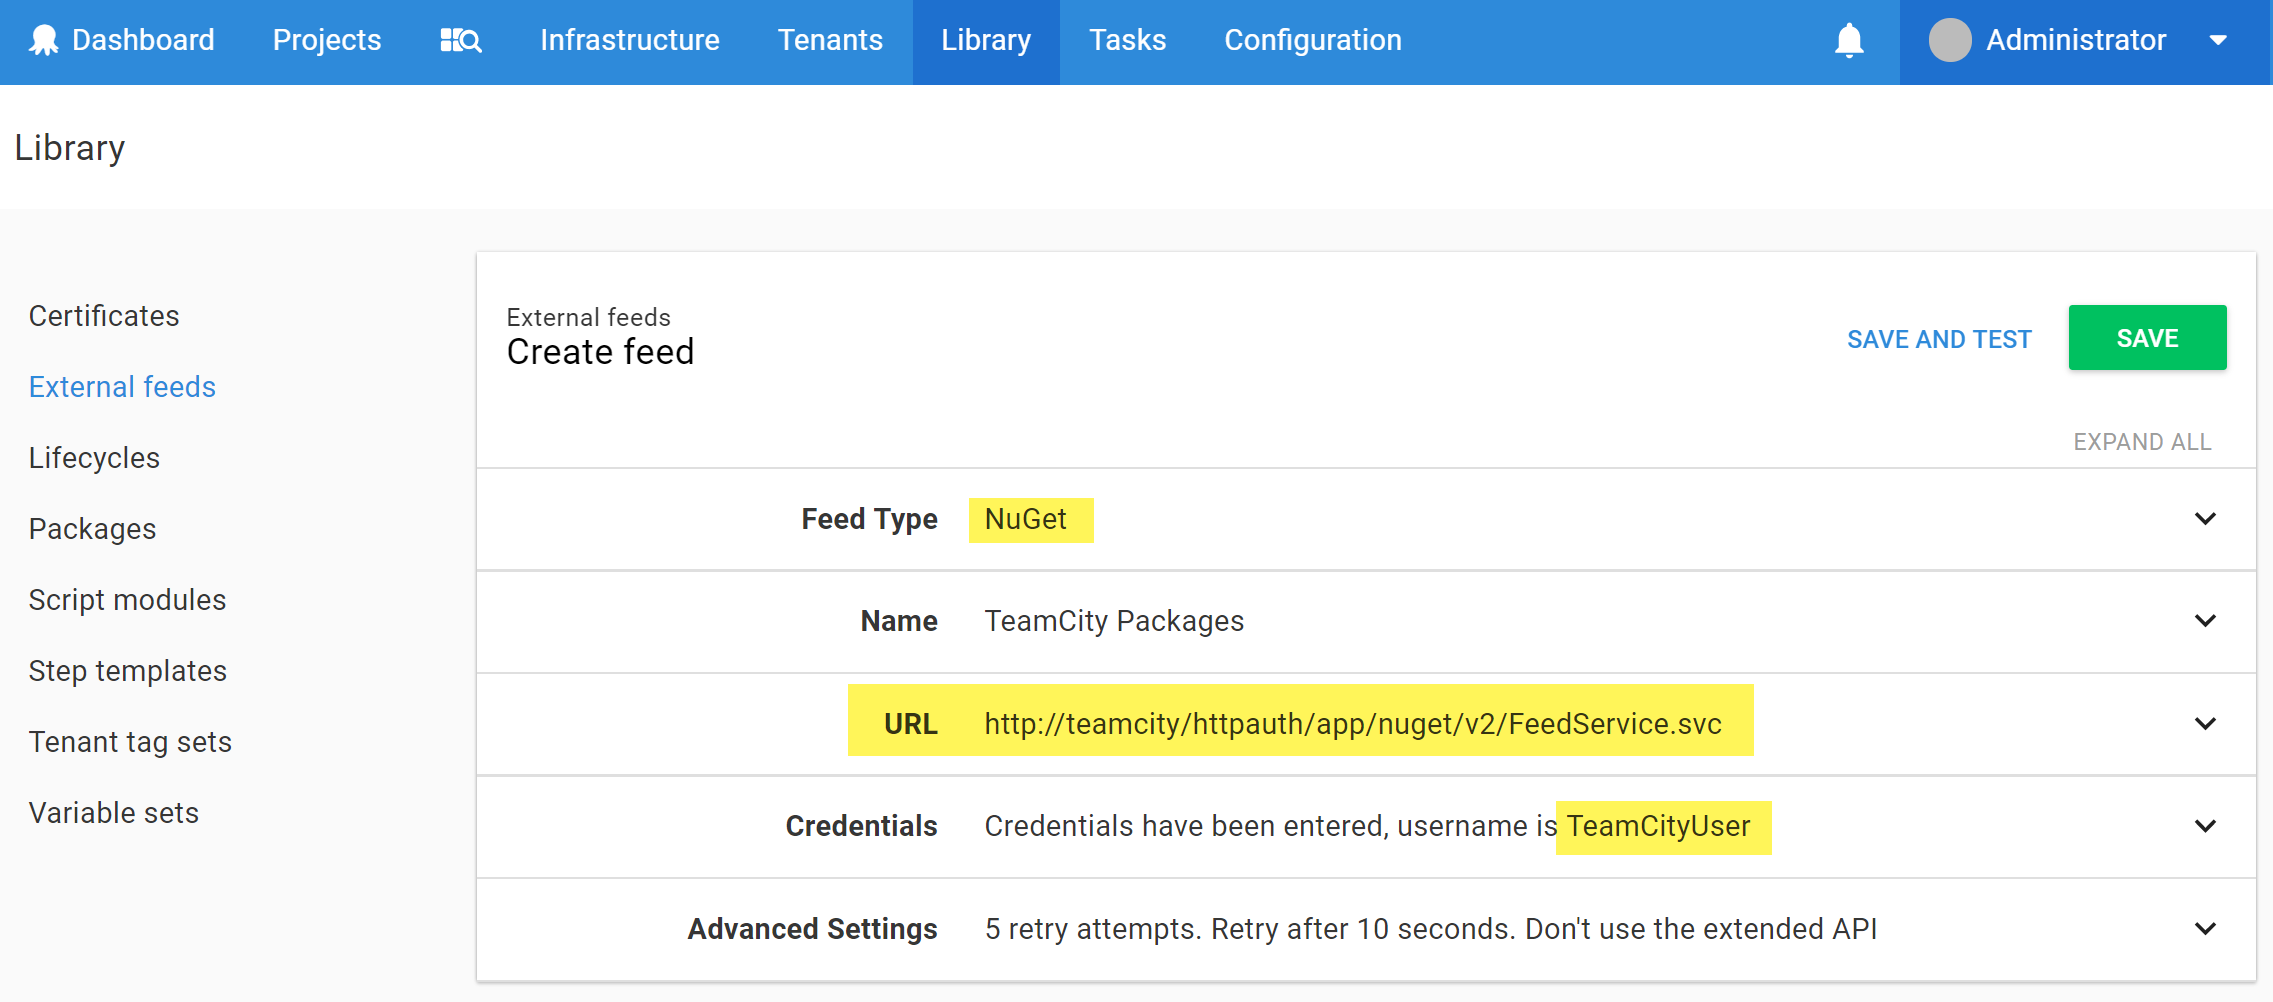 Dashboard Projects Infrastructure Tenants Library Tasks Configuration Administrator
Library
Certificates
External feeds
Lifecycles
Packages
Script modules
Step templates
Tenant tag sets
Variable sets
External feeds
Create feed
SAVE AND TEST SAVE
EXPAND ALL
Feed Type NuGet
Name TeamCity Packages
URL http://teamcity/httpauth/app/nuget/v2/FeedService.svc
Credentials Credentials have been entered, username is TeamCityUser
Advanced Settings 5 retry attempts. Retry after 10 seconds. Don't use the extended API